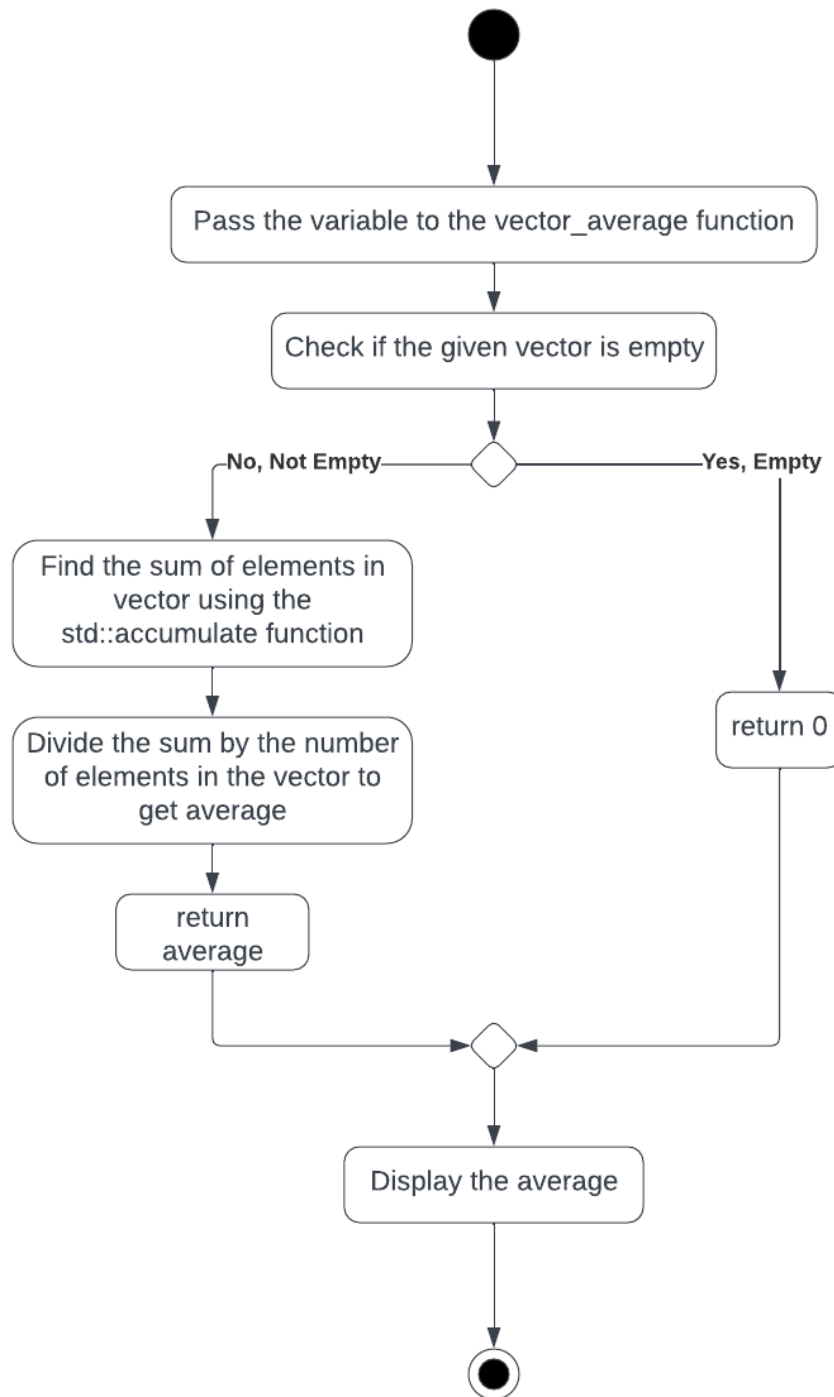 Pass the variable to the vector_average function
Check if the given vector is empty
No, Not Empty
Yes, Empty
Find the sum of elements in
vector using the
std::accumulate function
Divide the sum by the number
of elements in the vector to
get average
return 0
return
average
Display the average